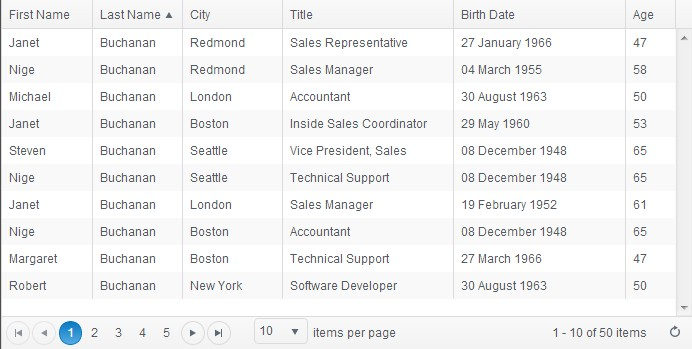 First Name Last Name City Title Birth Date Age
Janet Buchanan Redmond Sales Representative 27 January 1966 47
Nige Buchanan Redmond Sales Manager 04 March 1955 58
Michael Buchanan London Accountant 30 August 1963 50
Janet Buchanan Boston Inside Sales Coordinator 29 May 1960 53
Steven Buchanan Seattle Vice President, Sales 08 December 1948 65
Nige Buchanan Seattle Technical Support 08 December 1948 65
Janet Buchanan London Sales Manager 19 February 1952 61
Nige Buchanan Boston Accountant 08 December 1948 65
Margaret Buchanan Boston Technical Support 27 March 1966 47
Robert Buchanan New York Software Developer 30 August 1963 50
1 2 3 4 5 10 items per page 1 - 10 of 50 items